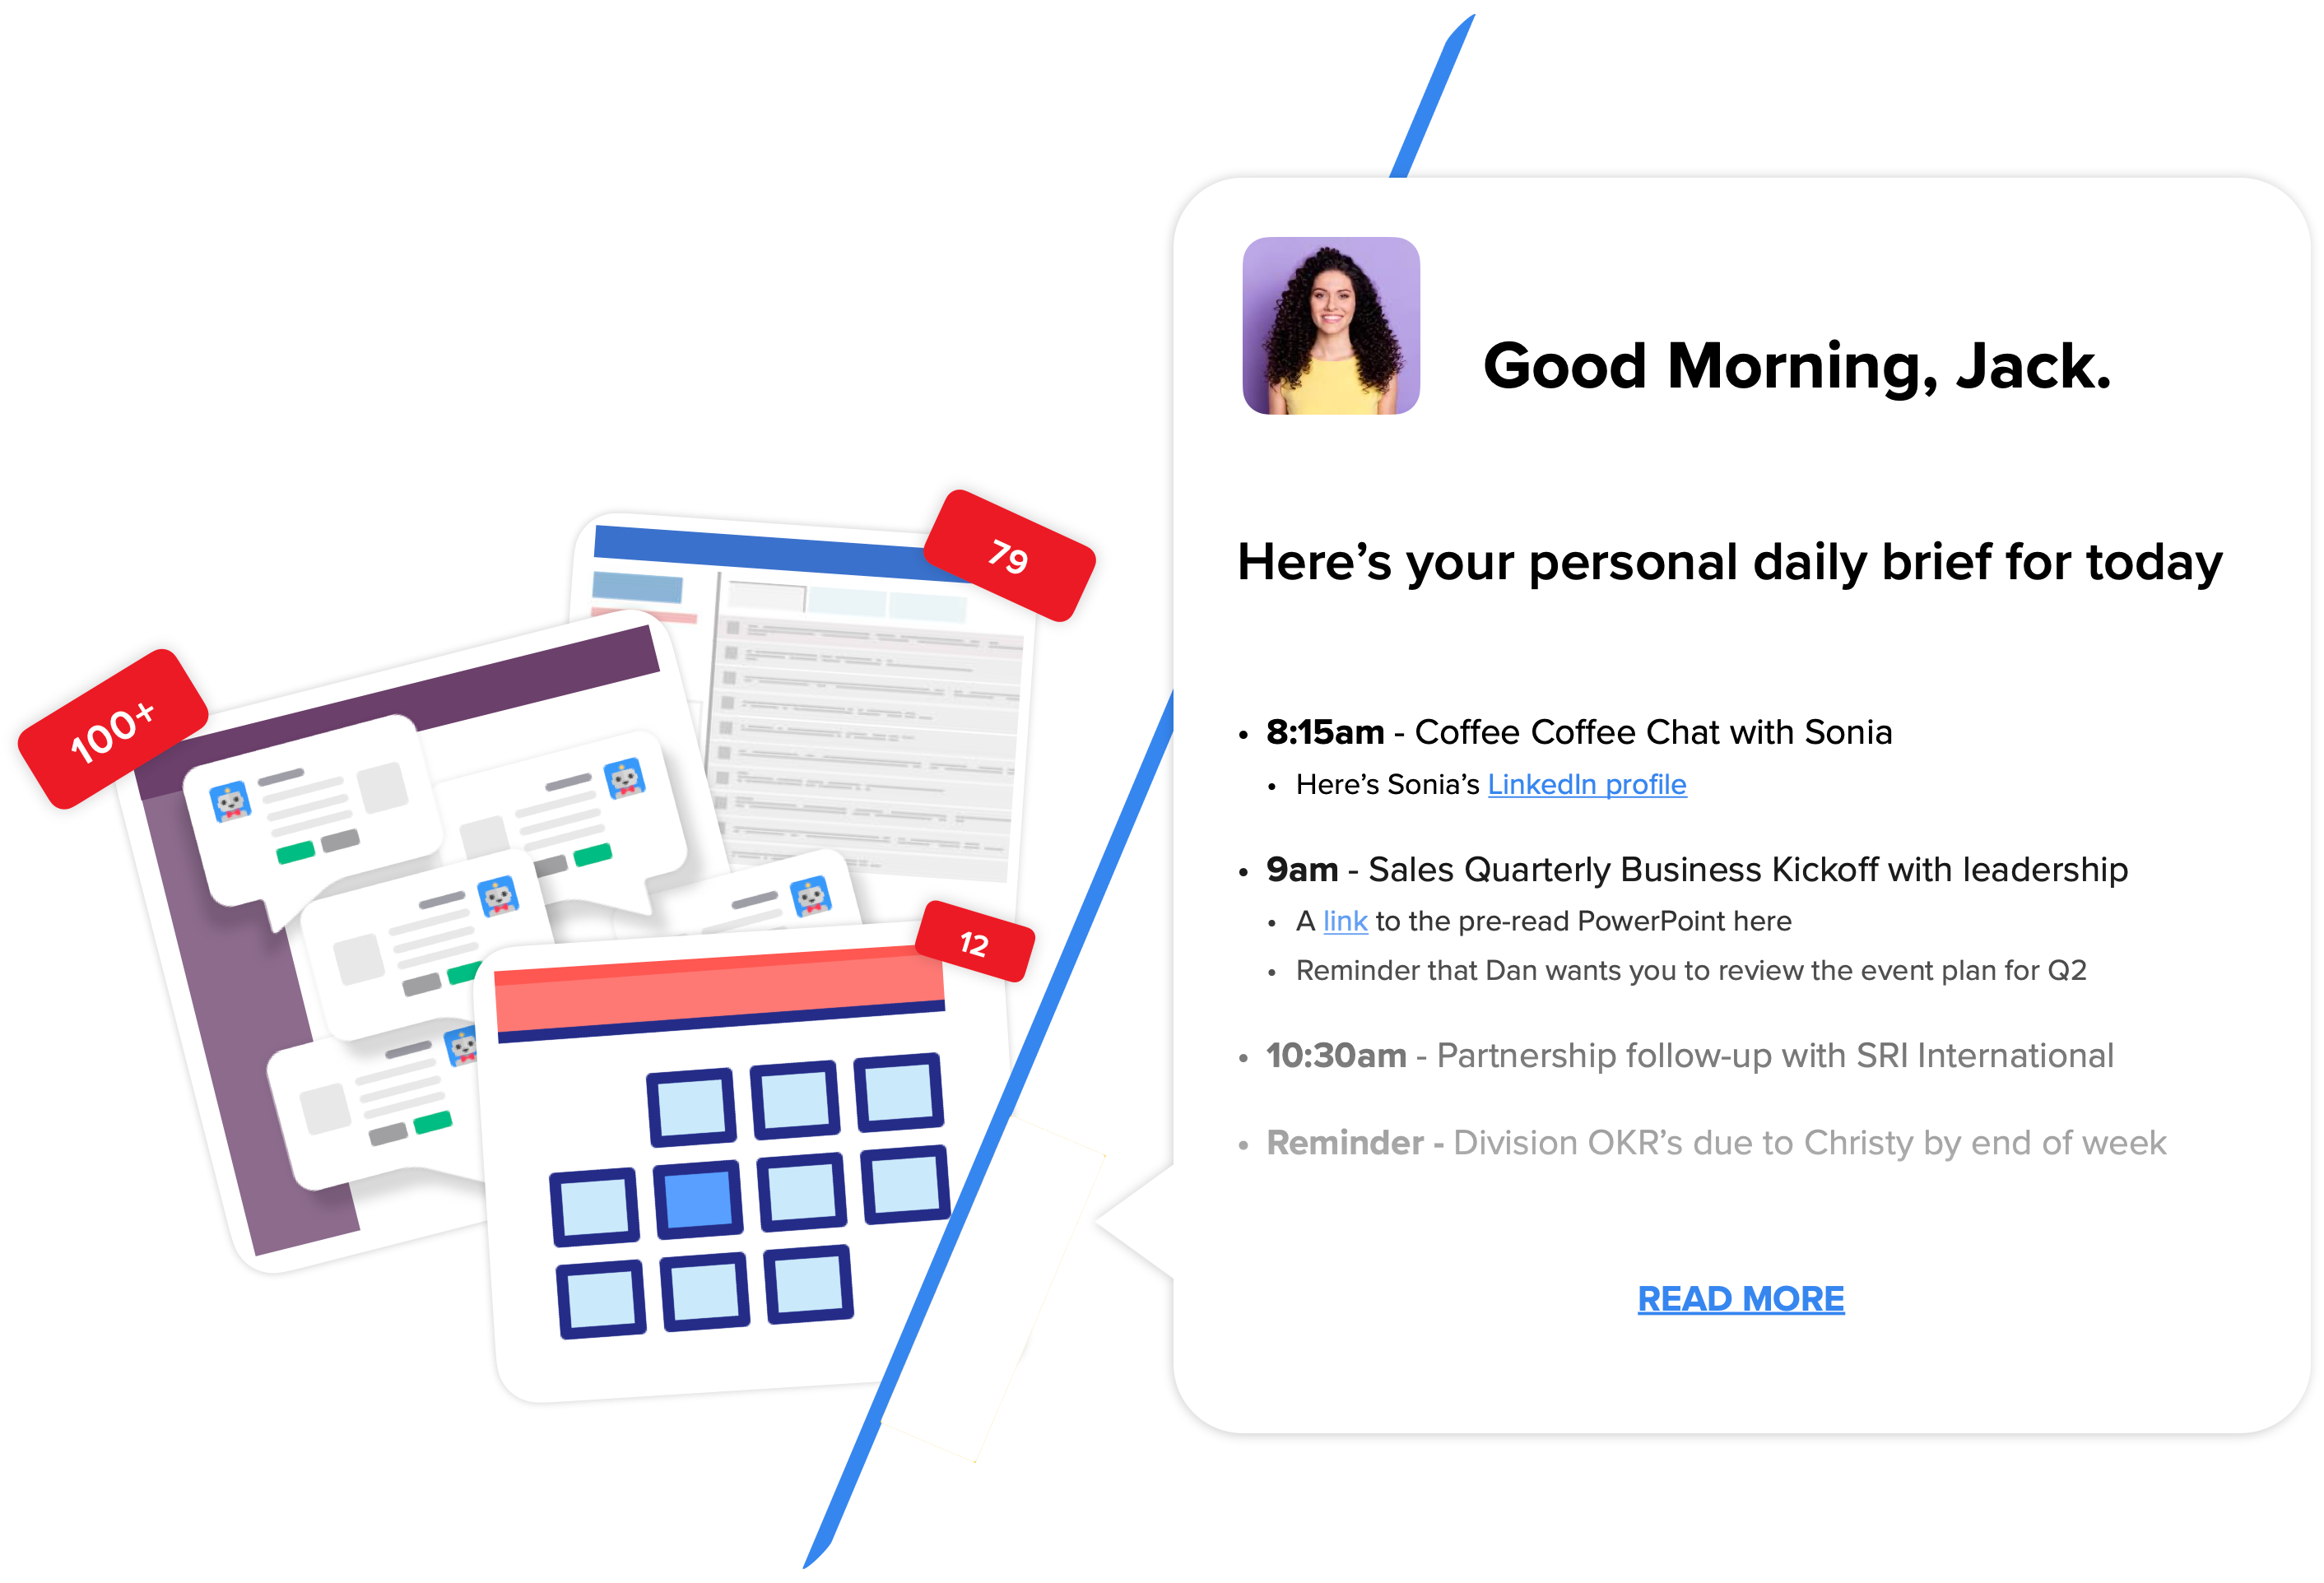 Good Morning, Jack.
Here’s your personal daily brief for today
• 8:15am - Coffee Coffee Chat with Sonia
• Here’s Sonia’s LinkedIn profile
• 9am - Sales Quarterly Business Kickoff with leadership
• A link to the pre-read PowerPoint here
• Reminder that Dan wants you to review the event plan for Q2
• 10:30am - Partnership follow-up with SRI International
• Reminder - Division OKR’s due to Christy by end of week
READ MORE
79
100+
12